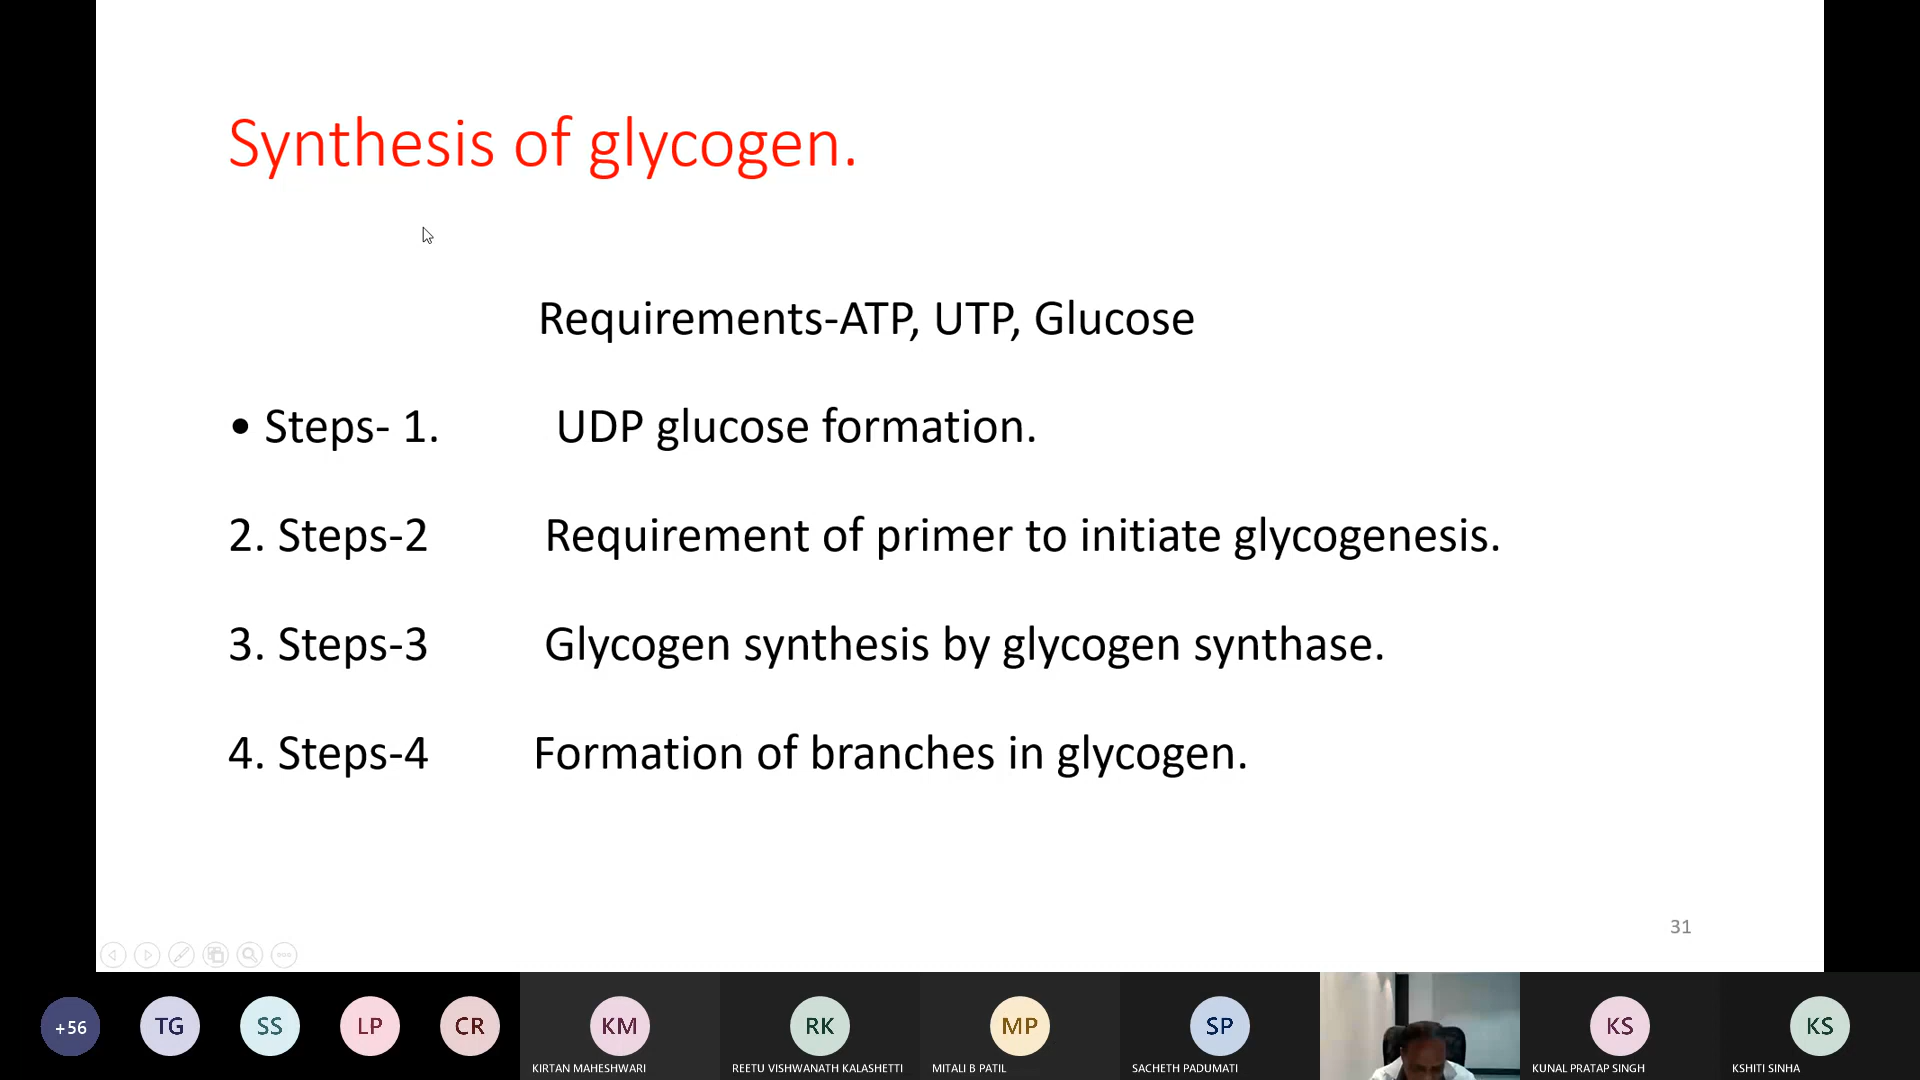 Synthesis of glycogen.
Requirements-ATP, UTP, Glucose
• Steps- 1. UDP glucose formation.
2. Steps-2 Requirement of primer to initiate glycogenesis.
3. Steps-3 Glycogen synthesis by glycogen synthase.
4. Steps-4 Formation of branches in glycogen.
31
+56 TG SS LP CR KM RK MP SP KS KS
KIRTAN MAHESHWARI REETU VISHWANATH KALASHETTI MITALI B PATIL SACHETH PADUMATI KUNAL PRATAP SINGH KSHITI SINHA